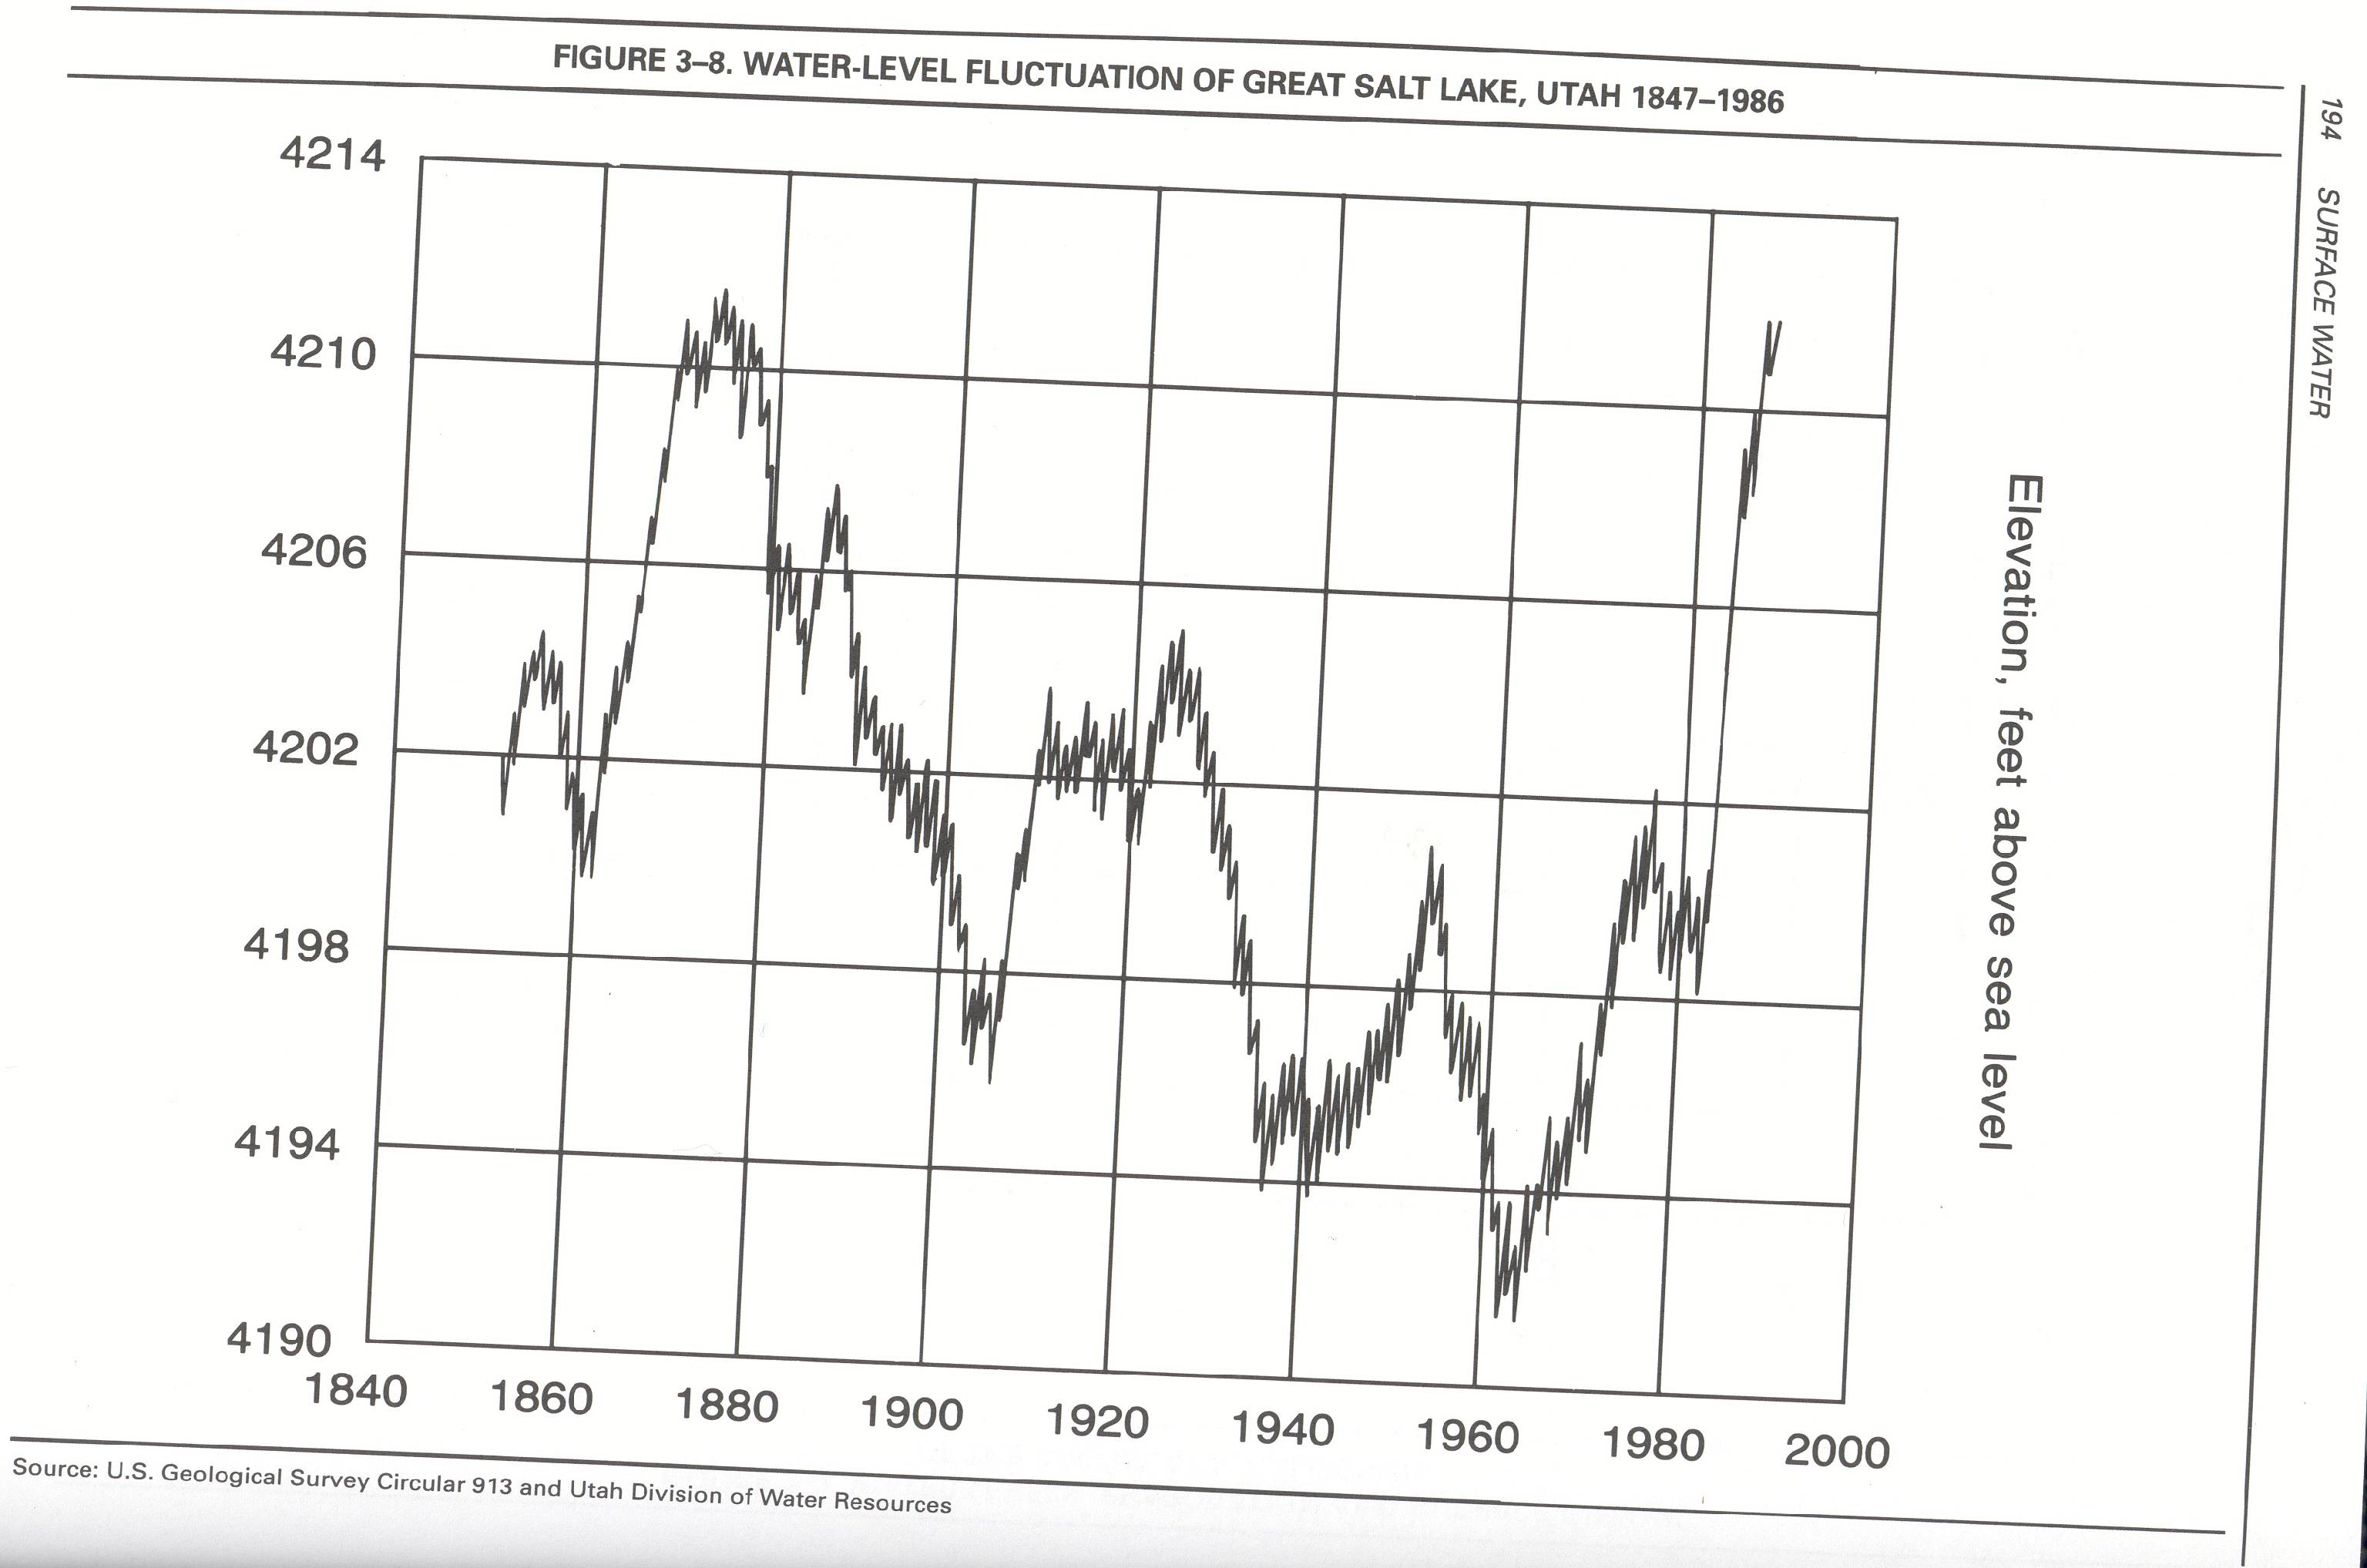 FIGURE 3–8. WATER-LEVEL FLUCTUATION OF GREAT SALT LAKE, UTAH 1847–1986
194 SURFACE WATER
4214
4210
4206
4202
4198
4194
4190
1840 1860 1880 1900 1920 1940 1960 1980 2000
Elevation, feet above sea level
Source: U.S. Geological Survey Circular 913 and Utah Division of Water Resources